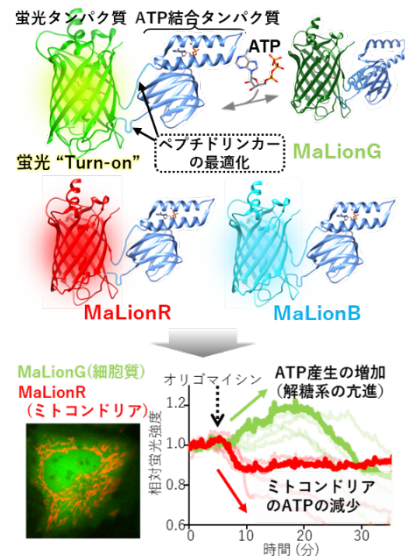 蛍光タンパク質
ATP結合タンパク質
ATP
ペプチドリンカー
の最適化
蛍光 "Turn-on"
MaLionG
MaLionR
MaLionB
MaLionG(細胞質)
MaLionR
(ミトコンドリア)
オリゴマイシン
ATP産生の増加
(解糖系の亢進)
ミトコンドリア
のATPの減少
相対蛍光強度
1.2
1.0
0.8
0.6
0
10
20
30
時間 (分)